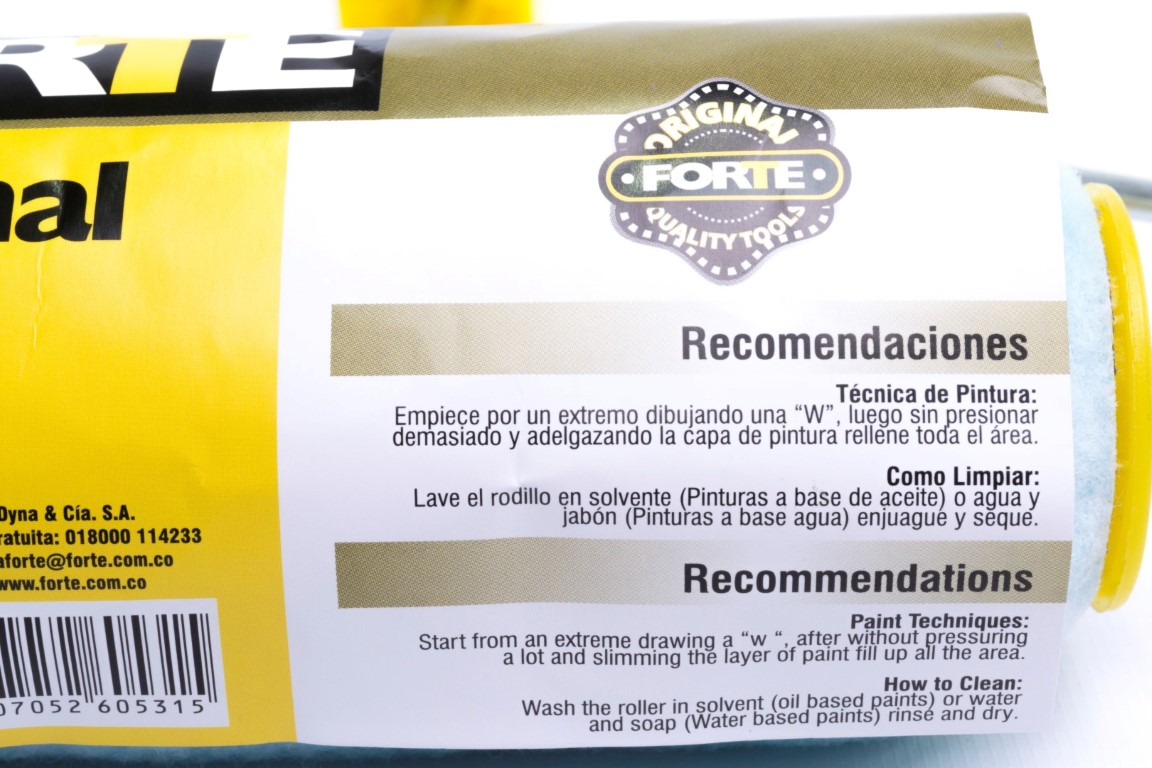 RTE
nal
Dyna & Cía. S.A.
ratuita: 018000 114233
aforte@forte.com.co
www.forte.com.co
07052 605315
ORIGINAL
FORTE
QUALITY TOOLS
Recomendaciones
Técnica de Pintura:
Empiece por un extremo dibujando una “W”, luego sin presionar
demasiado y adelgazando la capa de pintura rellene toda el área.
Como Limpiar:
Lave el rodillo en solvente (Pinturas a base de aceite) o agua y
jabón (Pinturas a base agua) enjuague y seque.
Recommendations
Paint Techniques:
Start from an extreme drawing a “w “, after without pressuring
a lot and slimming the layer of paint fill up all the area.
How to Clean:
Wash the roller in solvent (oil based paints) or water
and soap (Water based paints) rinse and dry.